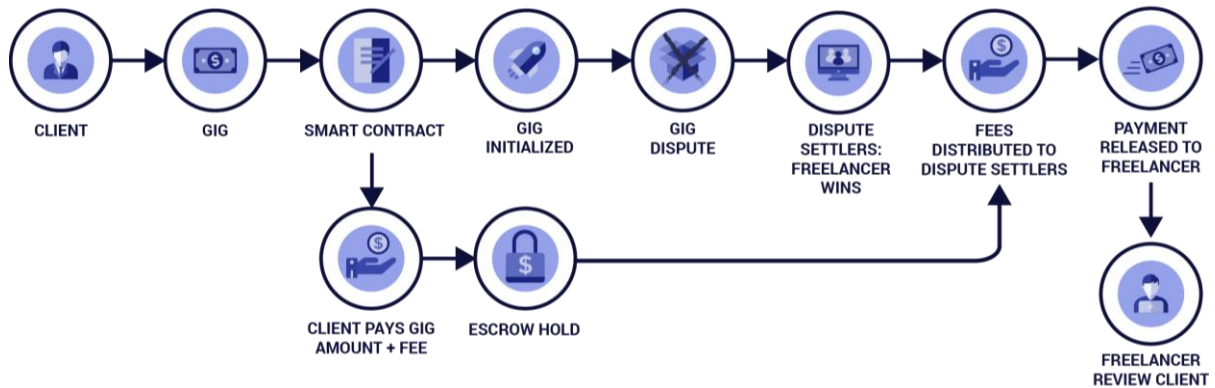 CLIENT
GIG
SMART CONTRACT
GIG
INITIALIZED
GIG
DISPUTE
DISPUTE
SETTLERS:
FREELANCER
WINS
FEES
DISTRIBUTED TO
DISPUTE SETTLERS
PAYMENT
RELEASED TO
FREELANCER
CLIENT PAYS GIG
AMOUNT + FEE
ESCROW HOLD
FREELANCER
REVIEW CLIENT